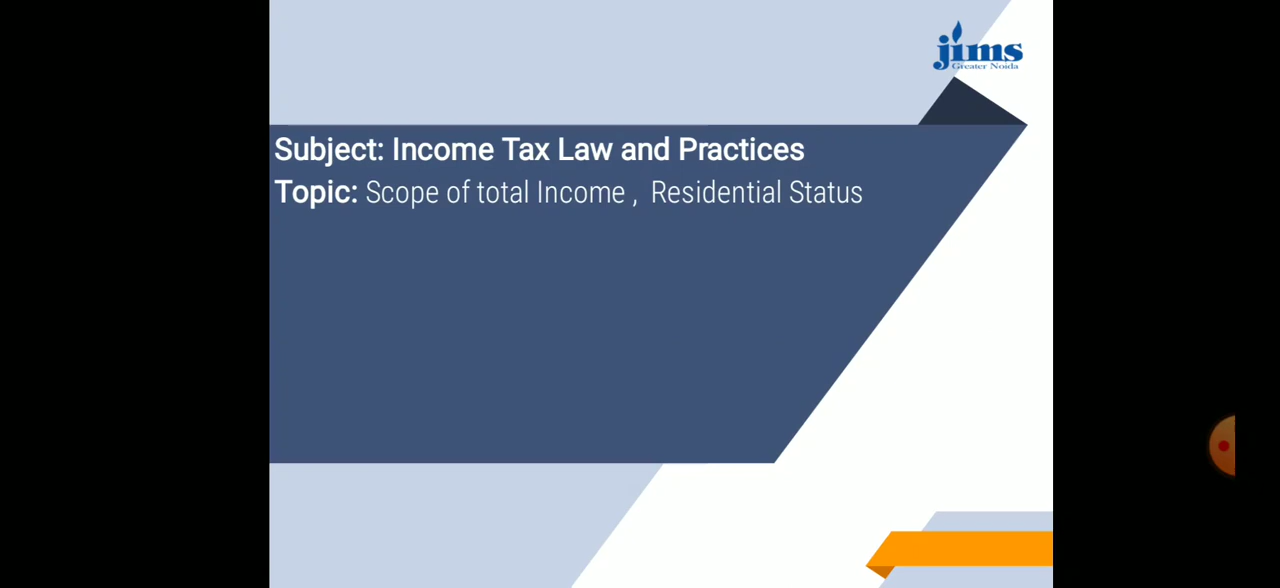 jims
Greater Noida
Subject: Income Tax Law and Practices
Topic: Scope of total Income , Residential Status